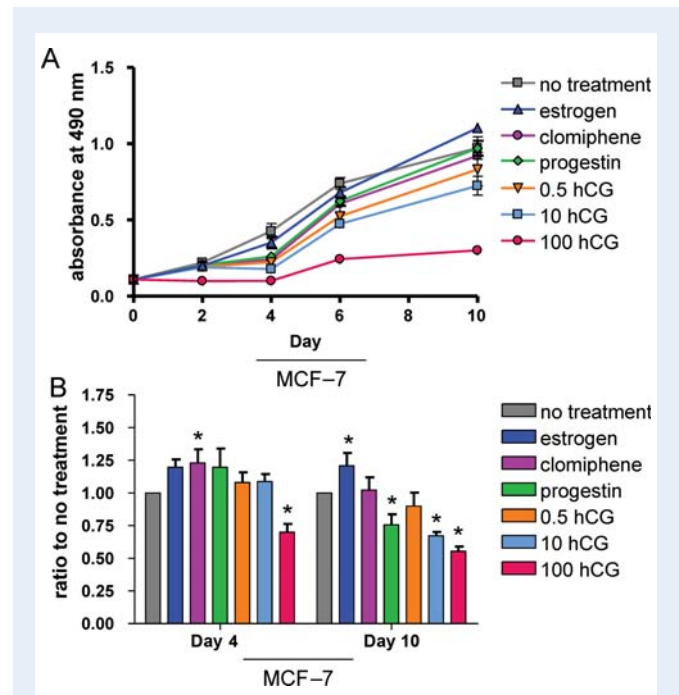 A
absorbance at 490 nm
1.5
1.0
0.5
0.0
0 2 4 6 8 10
Day
MCF–7
no treatment
estrogen
clomiphene
progestin
0.5 hCG
10 hCG
100 hCG
B
ratio to no treatment
1.75
1.50
1.25
1.00
0.75
0.50
0.25
0.00
* * * * * *
Day 4 Day 10
MCF–7
no treatment
estrogen
clomiphene
progestin
0.5 hCG
10 hCG
100 hCG